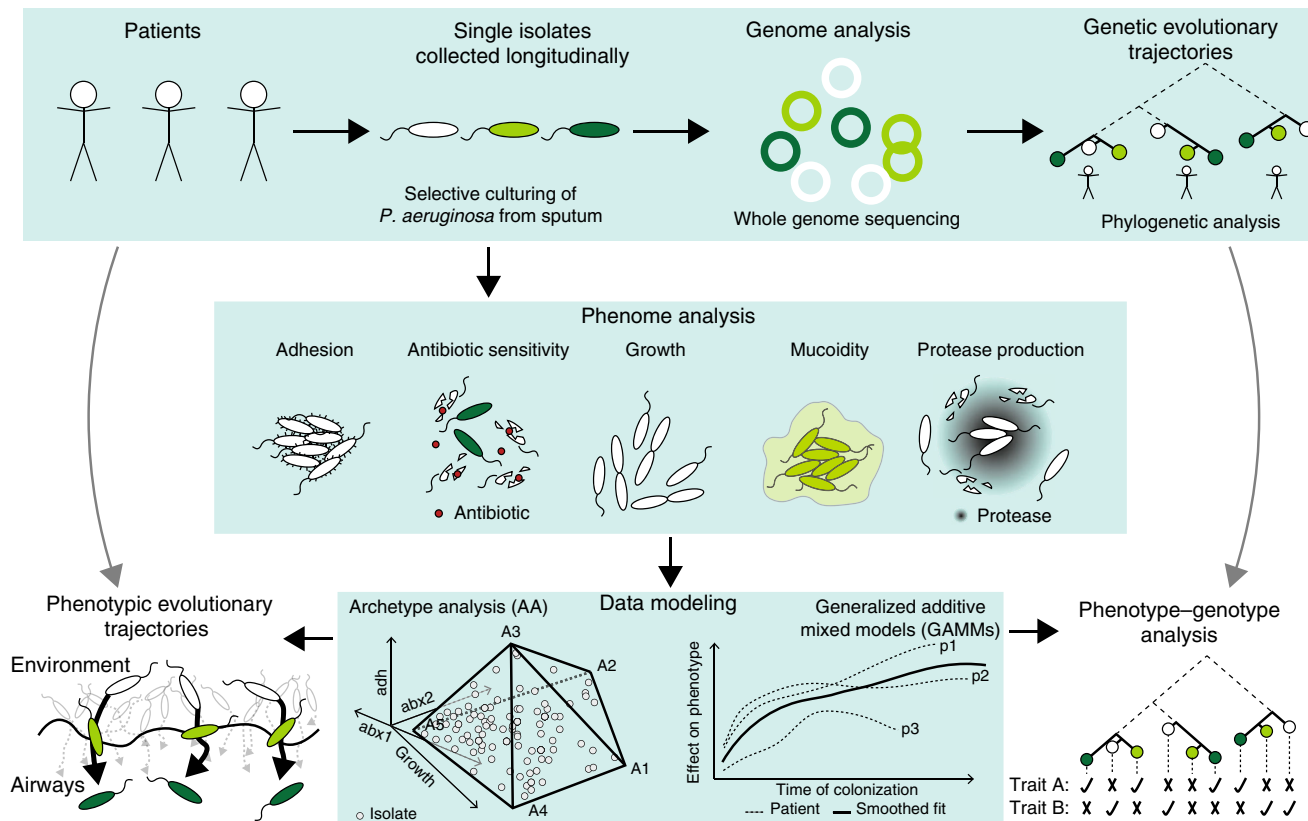 Patients
Single isolates
collected longitudinally
Genome analysis
Genetic evolutionary
trajectories
Selective culturing of
P. aeruginosa from sputum
Whole genome sequencing
Phylogenetic analysis
Phenome analysis
Adhesion
Antibiotic sensitivity
Growth
Mucoidity
Protease production
Antibiotic
Protease
Phenotypic evolutionary
trajectories
Environment
Airways
Data modeling
Archetype analysis (AA)
A3
A2
adh
abx2
A5
abx1
Growth
A1
A4
Isolate
Generalized additive
mixed models (GAMMs)
p1
p2
p3
Effect on phenotype
Time of colonization
Patient
Smoothed fit
Phenotype–genotype
analysis
Trait A: ✓ x ✓ x x ✓ ✓ x x
Trait B: x ✓ x ✓ x x x ✓ ✓